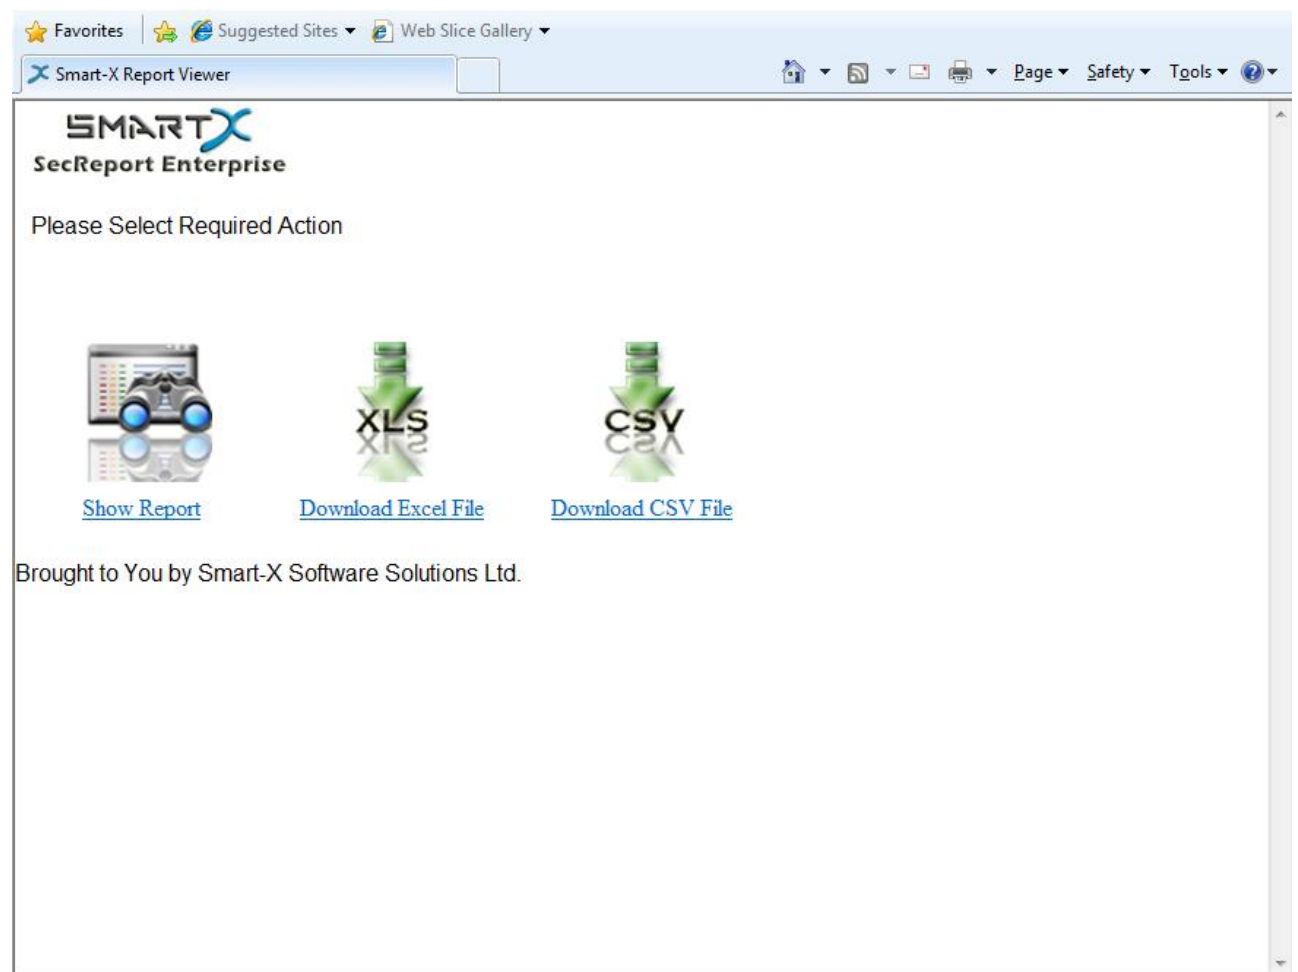 Favorites Suggested Sites Web Slice Gallery
Smart-X Report Viewer Page Safety Tools
SMARTX
SecReport Enterprise
Please Select Required Action
XLS CSV
Show Report Download Excel File Download CSV File
Brought to You by Smart-X Software Solutions Ltd.